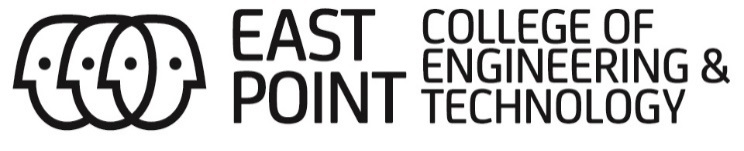 EAST
POINT
COLLEGE OF
ENGINEERING &
TECHNOLOGY